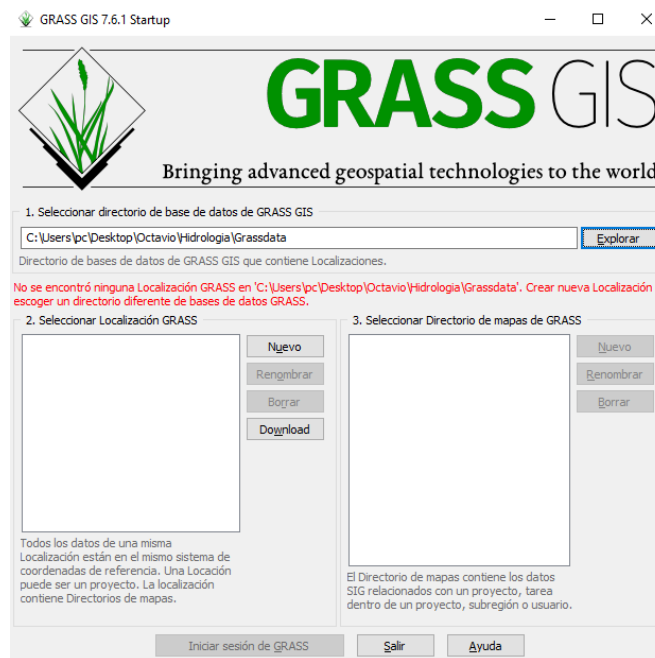 GRASS GIS 7.6.1 Startup
GRASS GIS
Bringing advanced geospatial technologies to the world
1. Seleccionar directorio de base de datos de GRASS GIS
C:\Users\pc\Desktop\Octavio\Hidrologia\Grassdata
Explorar
Directorio de bases de datos de GRASS GIS que contiene Localizaciones.
No se encontró ninguna Localización GRASS en 'C:\Users\pc\Desktop\Octavio\Hidrologia\Grassdata'. Crear nueva Localización
escoger un directorio diferente de bases de datos GRASS.
2. Seleccionar Localización GRASS
Nuevo
Renombrar
Borrar
Download
Todos los datos de una misma
Localización están en el mismo sistema de
coordenadas de referencia. Una Locación
puede ser un proyecto. La localización
contiene Directorios de mapas.
3. Seleccionar Directorio de mapas de GRASS
Nuevo
Renombrar
Borrar
El Directorio de mapas contiene los datos
SIG relacionados con un proyecto, tarea
dentro de un proyecto, subregión o usuario.
Iniciar sesión de GRASS
Salir
Ayuda